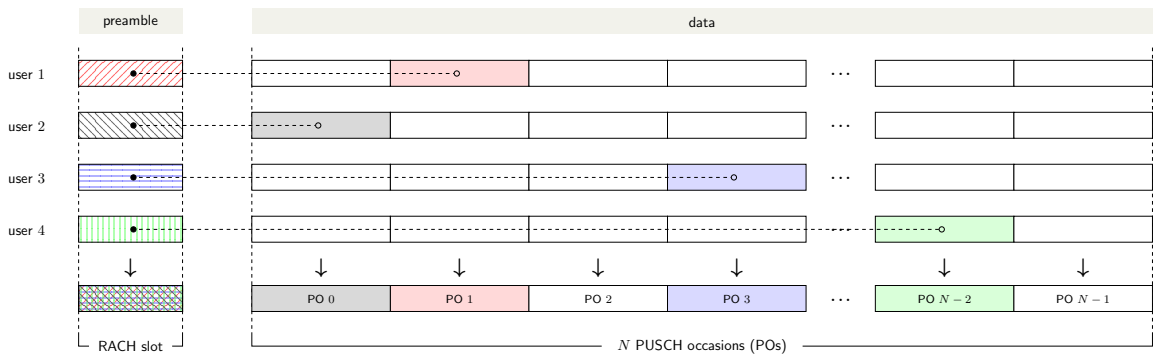 preamble data
user 1 ...
user 2 ...
user 3 ...
user 4 ...
PO 0 PO 1 PO 2 PO 3 ... PO N − 2 PO N − 1
RACH slot N PUSCH occasions (POs)